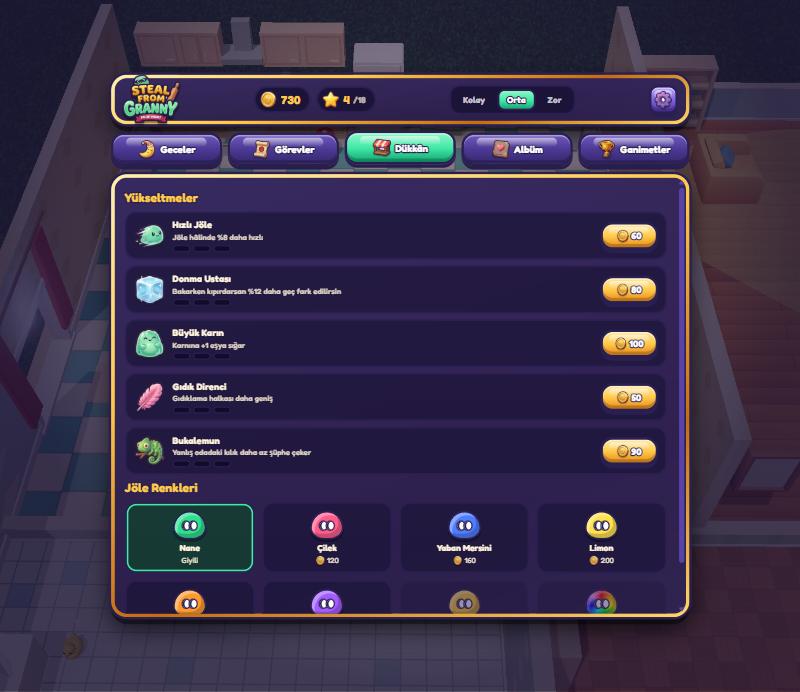 STEAL
FROM
GRANNY
730
4 /18
Kolay
Orta
Zor
Geceler
Görevler
Dükkân
Albüm
Ganimetler
Yükseltmeler
Hızlı Jöle
Jöle hâlinde %8 daha hızlı
60
Donma Ustası
Bakarken kıpırdarsan %12 daha geç fark edilirsin
80
Büyük Karın
Karnına +1 eşya sığar
100
Gıdık Direnci
Gıdıklama halkası daha geniş
50
Bukalemun
Yanlış odadaki kılık daha az şüphe çeker
90
Jöle Renkleri
Nane
Giyili
Çilek
120
Yaban Mersini
160
Limon
200